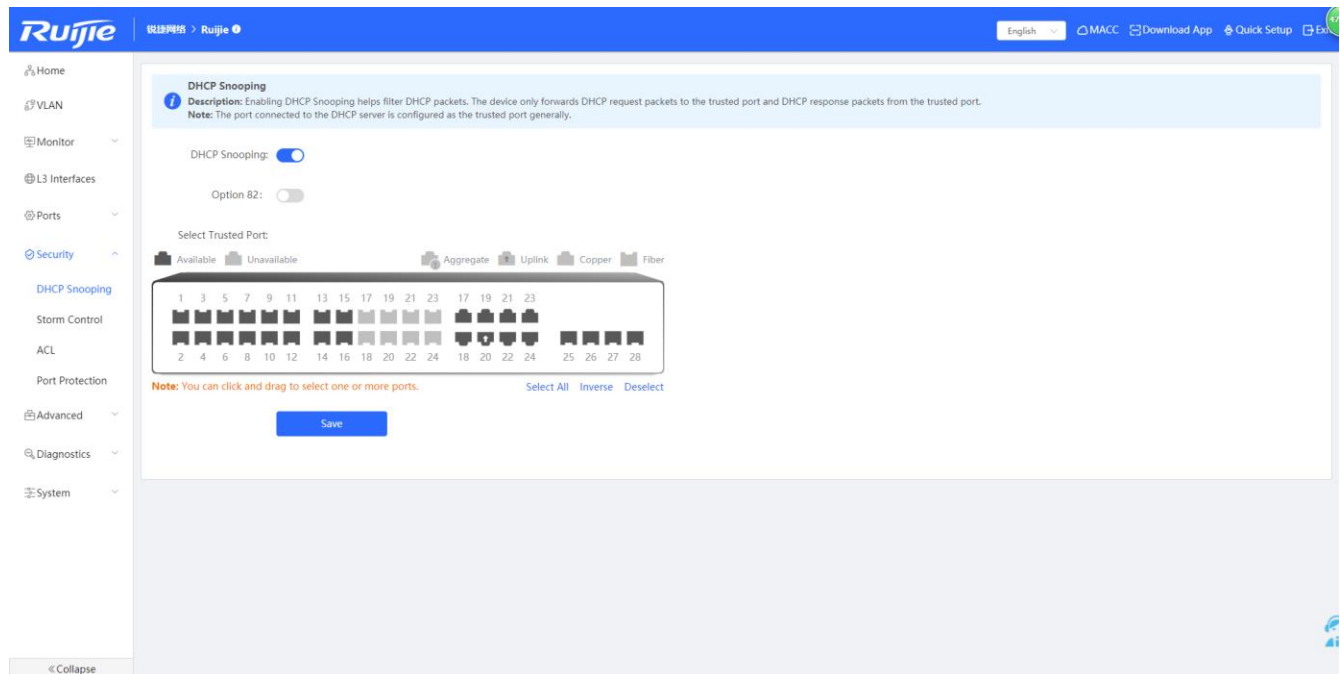 Ruijie
锐捷网络 > Ruijie
English
MACC
Download App
Quick Setup
47
Home
VLAN
Monitor
L3 Interfaces
Ports
Security
DHCP Snooping
Storm Control
ACL
Port Protection
Advanced
Diagnostics
System
«Collapse
DHCP Snooping
Description: Enabling DHCP Snooping helps filter DHCP packets. The device only forwards DHCP request packets to the trusted port and DHCP response packets from the trusted port.
Note: The port connected to the DHCP server is configured as the trusted port generally.
DHCP Snooping:
Option 82:
Select Trusted Port:
Available Unavailable Aggregate Uplink Copper Fiber
1 3 5 7 9 11 13 15 17 19 21 23 17 19 21 23
2 4 6 8 10 12 14 16 18 20 22 24 18 20 22 24 25 26 27 28
Note: You can click and drag to select one or more ports.
Select All Inverse Deselect
Save